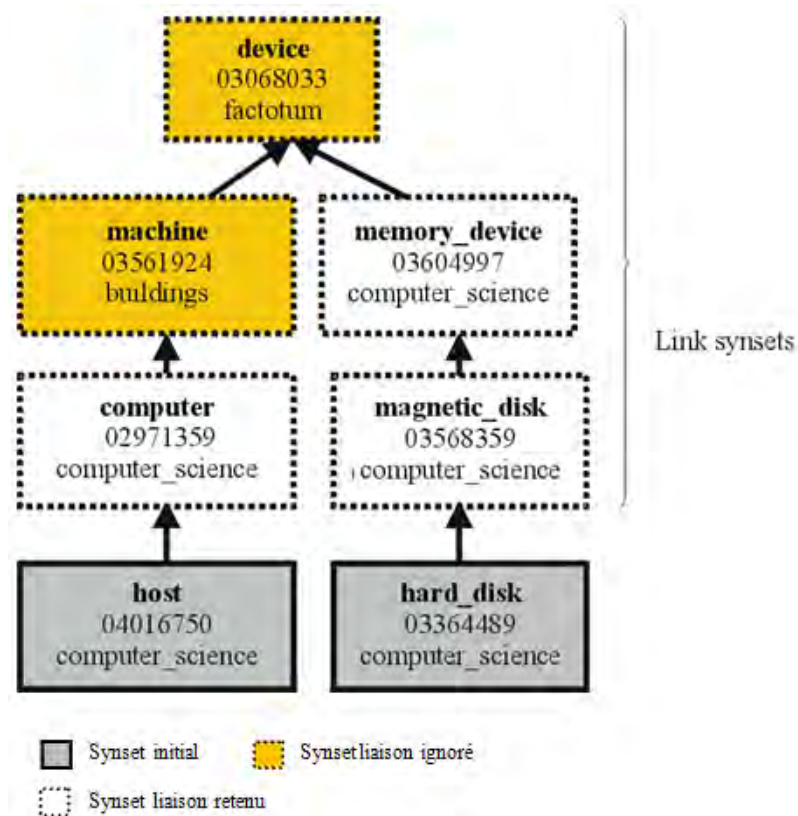 device
03068033
factotum
machine
03561924
buildings
memory_device
03604997
computer_science
Link synsets
computer
02971359
computer_science
magnetic_disk
03568359
computer_science
host
04016750
computer_science
hard_disk
03364489
computer_science
Synset initial
Synset liaison ignoré
Synset liaison retenu